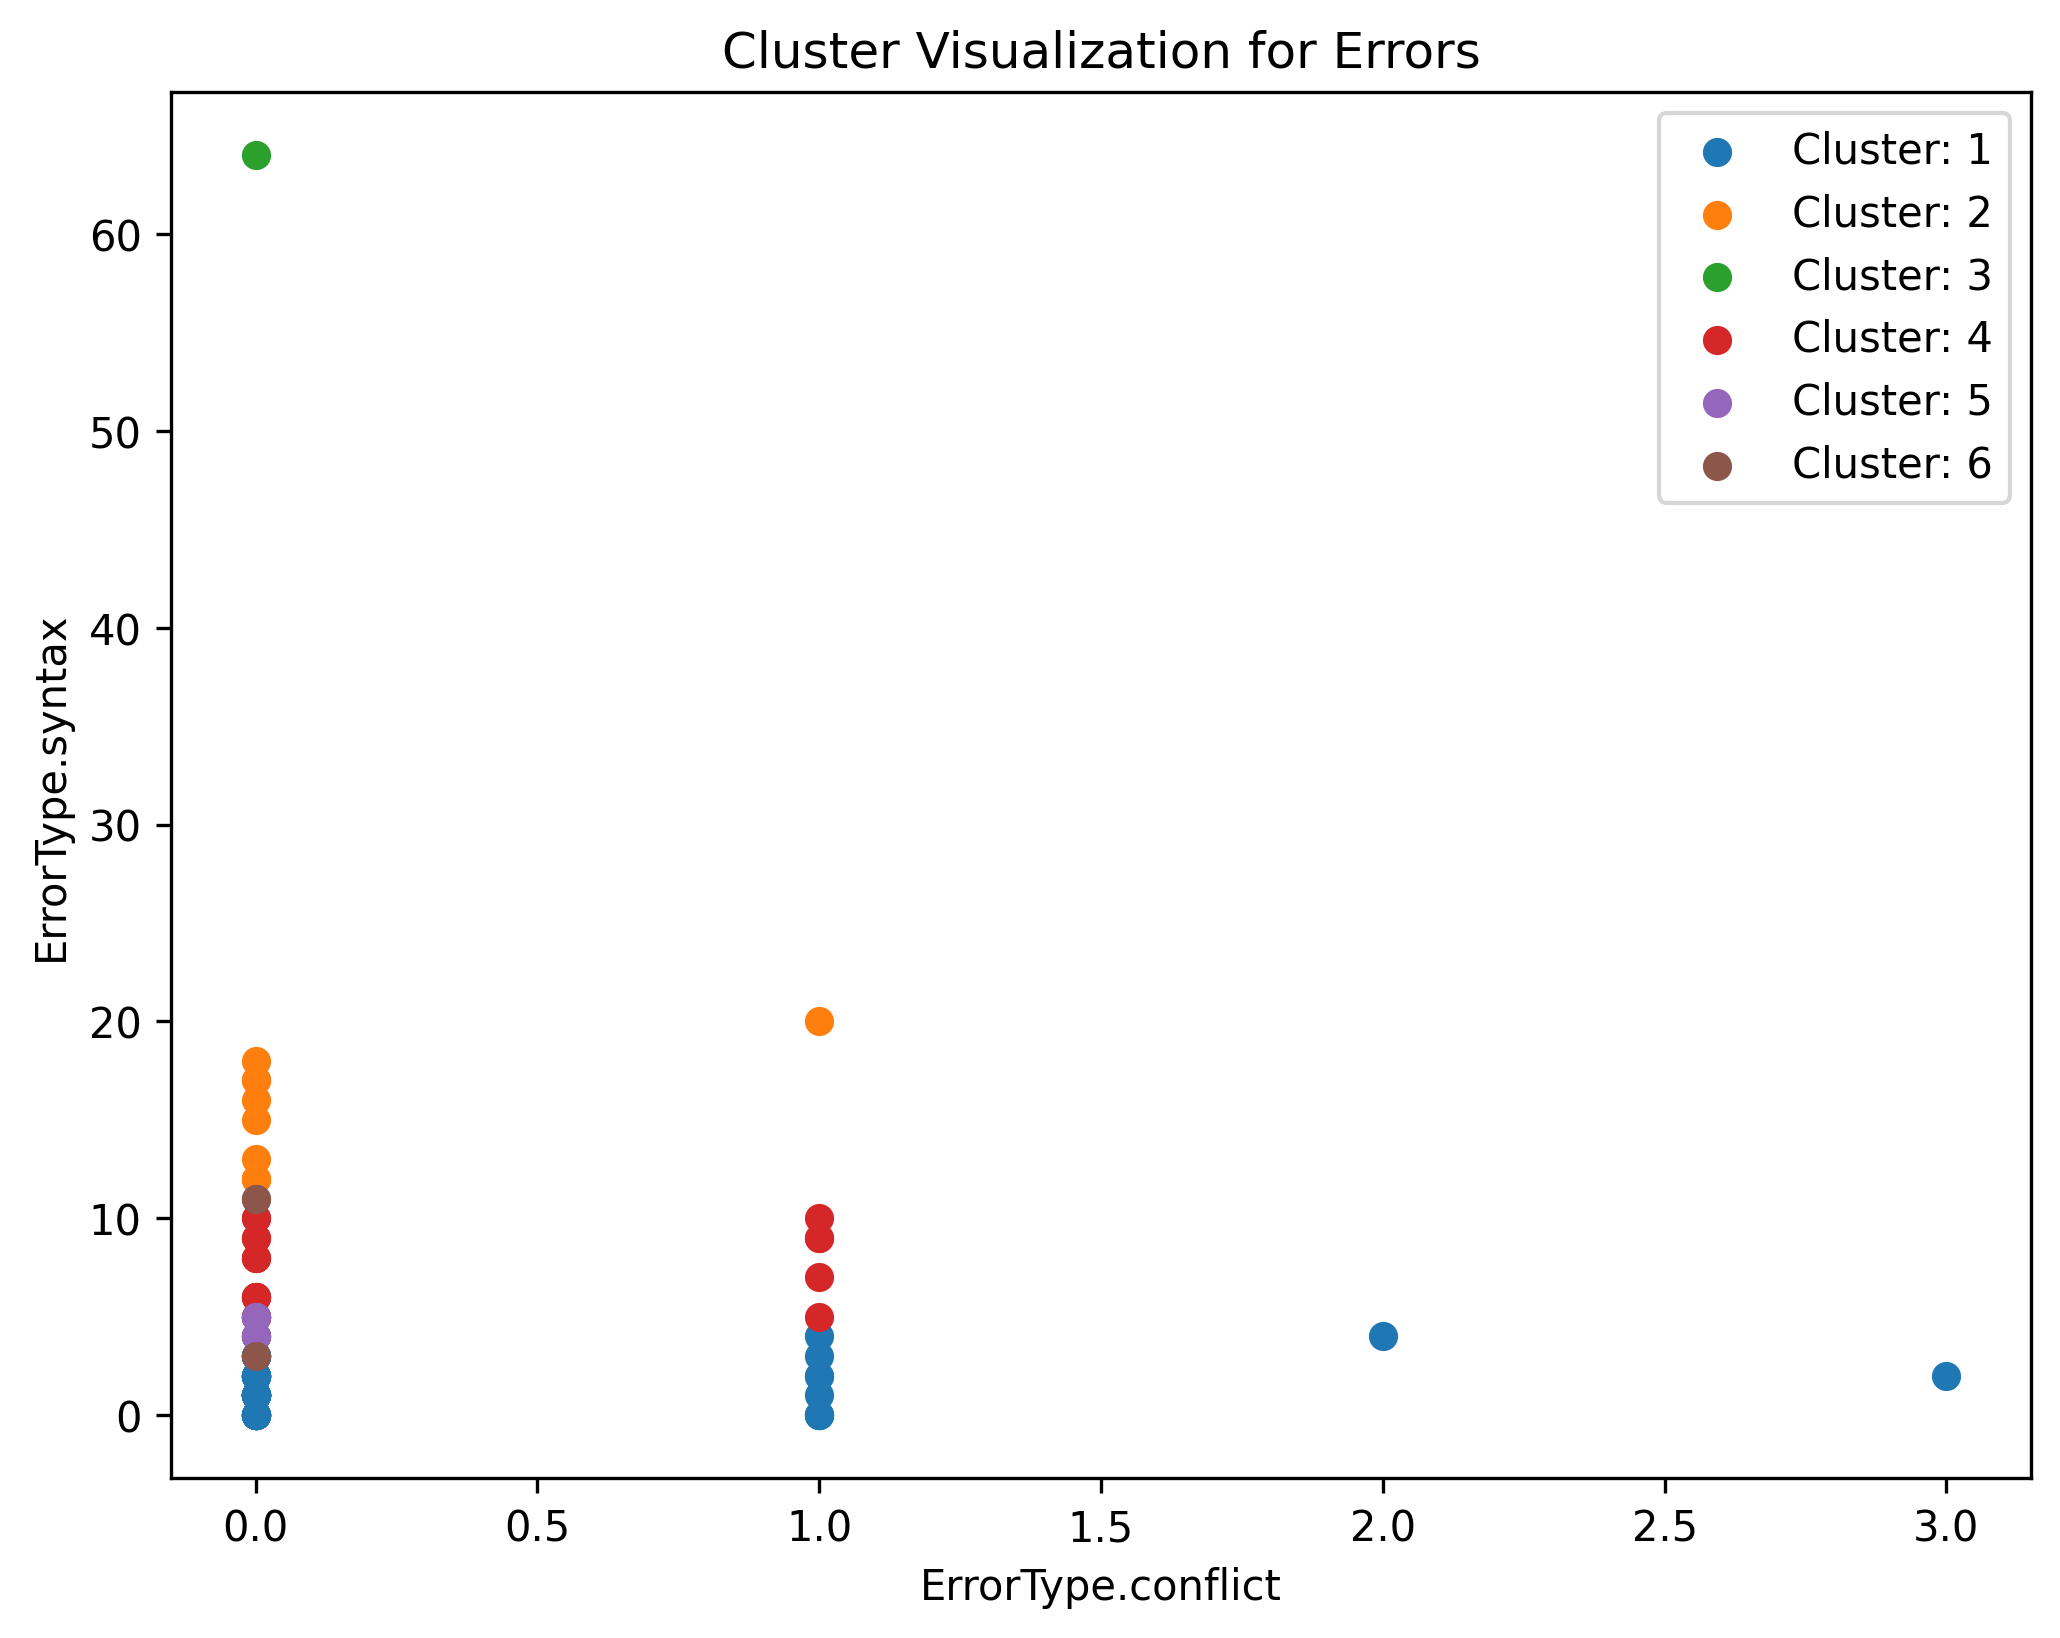 Cluster Visualization for Errors
Cluster: 1
Cluster: 2
Cluster: 3
Cluster: 4
Cluster: 5
Cluster: 6
ErrorType.syntax
60
50
40
30
20
10
0
0.0 0.5 1.0 1.5 2.0 2.5 3.0
ErrorType.conflict